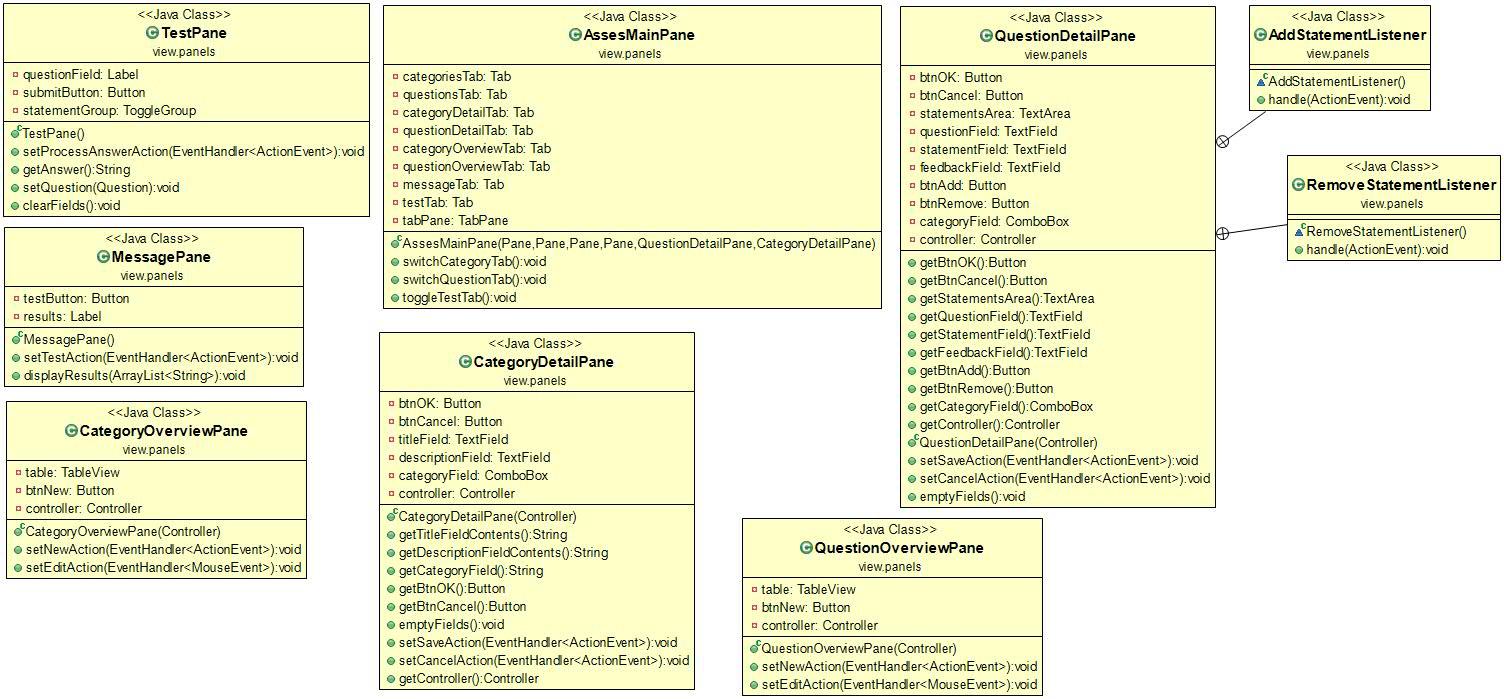 <<Java Class>>
TestPane
view.panels
questionField: Label
submitButton: Button
statementGroup: ToggleGroup
TestPane()
setProcessAnswerAction(EventHandler<ActionEvent>):void
getAnswer():String
setQuestion(Question):void
clearFields():void
<<Java Class>>
MessagePane
view.panels
testButton: Button
results: Label
MessagePane()
setTestAction(EventHandler<ActionEvent>):void
displayResults(ArrayList<String>):void
<<Java Class>>
CategoryOverviewPane
view.panels
table: TableView
btnNew: Button
controller: Controller
CategoryOverviewPane(Controller)
setNewAction(EventHandler<ActionEvent>):void
setEditAction(EventHandler<MouseEvent>):void
<<Java Class>>
AssesMainPane
view.panels
categoriesTab: Tab
questionsTab: Tab
categoryDetailTab: Tab
questionDetailTab: Tab
categoryOverviewTab: Tab
questionOverviewTab: Tab
messageTab: Tab
testTab: Tab
tabPane: TabPane
AssesMainPane(Pane,Pane,Pane,Pane,QuestionDetailPane,CategoryDetailPane)
switchCategoryTab():void
switchQuestionTab():void
toggleTestTab():void
<<Java Class>>
CategoryDetailPane
view.panels
btnOK: Button
btnCancel: Button
titleField: TextField
descriptionField: TextField
categoryField: ComboBox
controller: Controller
CategoryDetailPane(Controller)
getTitleFieldContents():String
getDescriptionFieldContents():String
getCategoryField():String
getBtnOK():Button
getBtnCancel():Button
emptyFields():void
setSaveAction(EventHandler<ActionEvent>):void
setCancelAction(EventHandler<ActionEvent>):void
getController():Controller
<<Java Class>>
QuestionDetailPane
view.panels
btnOK: Button
btnCancel: Button
statementsArea: TextArea
questionField: TextField
statementField: TextField
feedbackField: TextField
btnAdd: Button
btnRemove: Button
categoryField: ComboBox
controller: Controller
getBtnOK():Button
getBtnCancel():Button
getStatementsArea():TextArea
getQuestionField():TextField
getStatementField():TextField
getFeedbackField():TextField
getBtnAdd():Button
getBtnRemove():Button
getCategoryField():ComboBox
getController():Controller
QuestionDetailPane(Controller)
setSaveAction(EventHandler<ActionEvent>):void
setCancelAction(EventHandler<ActionEvent>):void
emptyFields():void
<<Java Class>>
QuestionOverviewPane
view.panels
table: TableView
btnNew: Button
controller: Controller
QuestionOverviewPane(Controller)
setNewAction(EventHandler<ActionEvent>):void
setEditAction(EventHandler<MouseEvent>):void
<<Java Class>>
AddStatementListener
view.panels
AddStatementListener()
handle(ActionEvent):void
<<Java Class>>
RemoveStatementListener
view.panels
RemoveStatementListener()
handle(ActionEvent):void